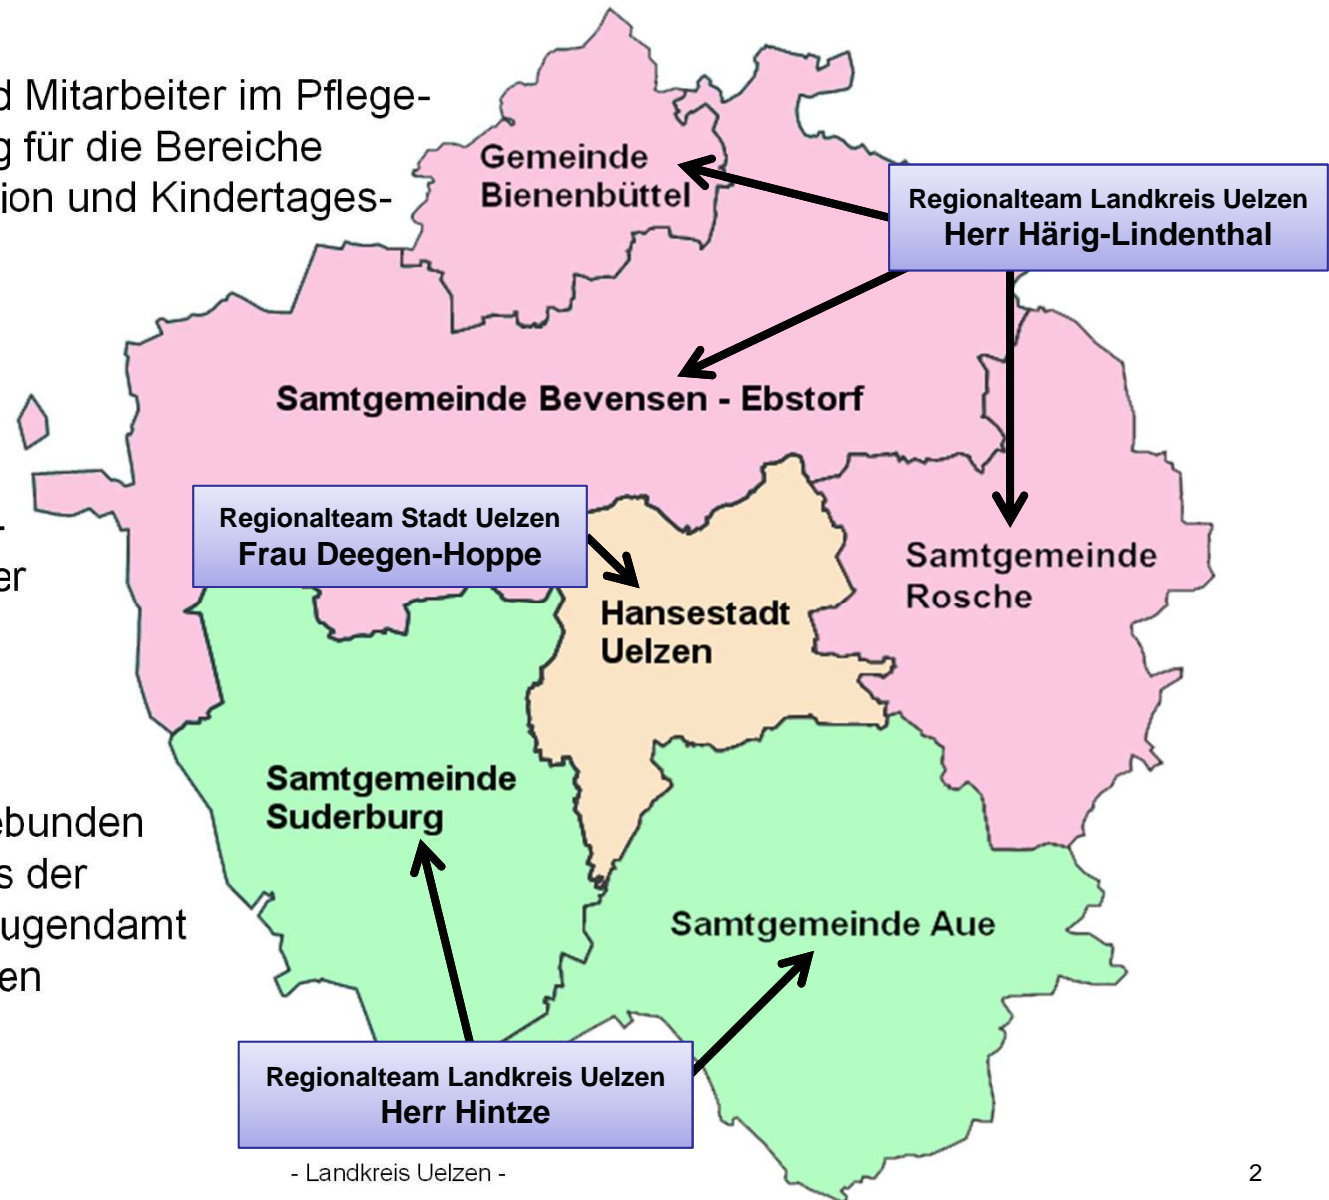 d Mitarbeiter im Pflege-
g für die Bereiche
ion und Kindertages-
Gemeinde
Bienenbüttel
Regionalteam Landkreis Uelzen
Herr Härig-Lindenthal
Samtgemeinde Bevensen - Ebstorf
Regionalteam Stadt Uelzen
Frau Deegen-Hoppe
-
er
Samtgemeinde
Rosche
Hansestadt
Uelzen
Samtgemeinde
Suderburg
ebunden
s der
ugendamt
en
Samtgemeinde Aue
Regionalteam Landkreis Uelzen
Herr Hintze
- Landkreis Uelzen -
2